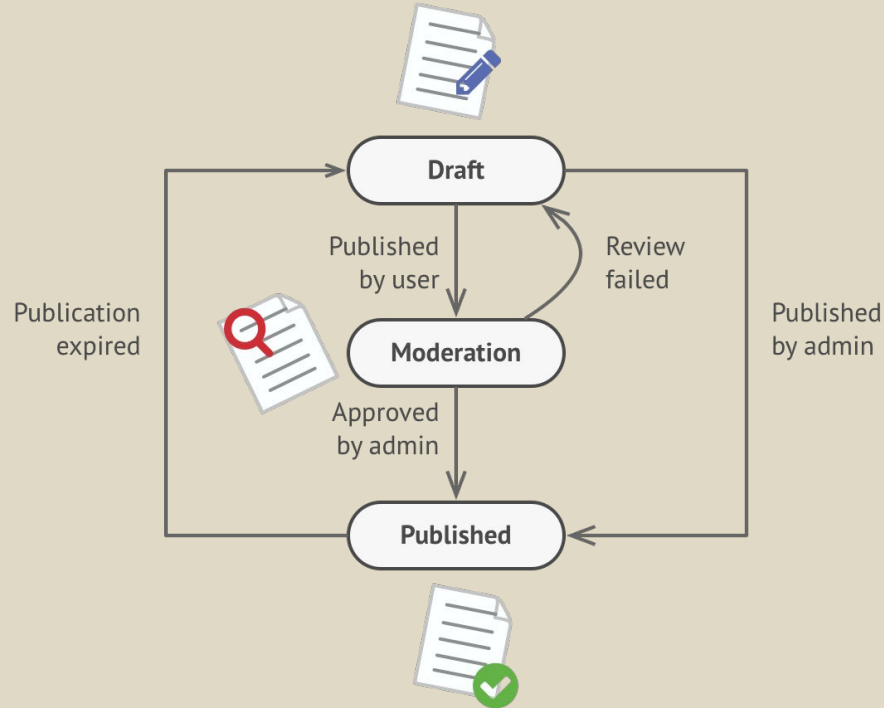 Draft
Published
by user
Review
failed
Publication
expired
Moderation
Published
by admin
Approved
by admin
Published